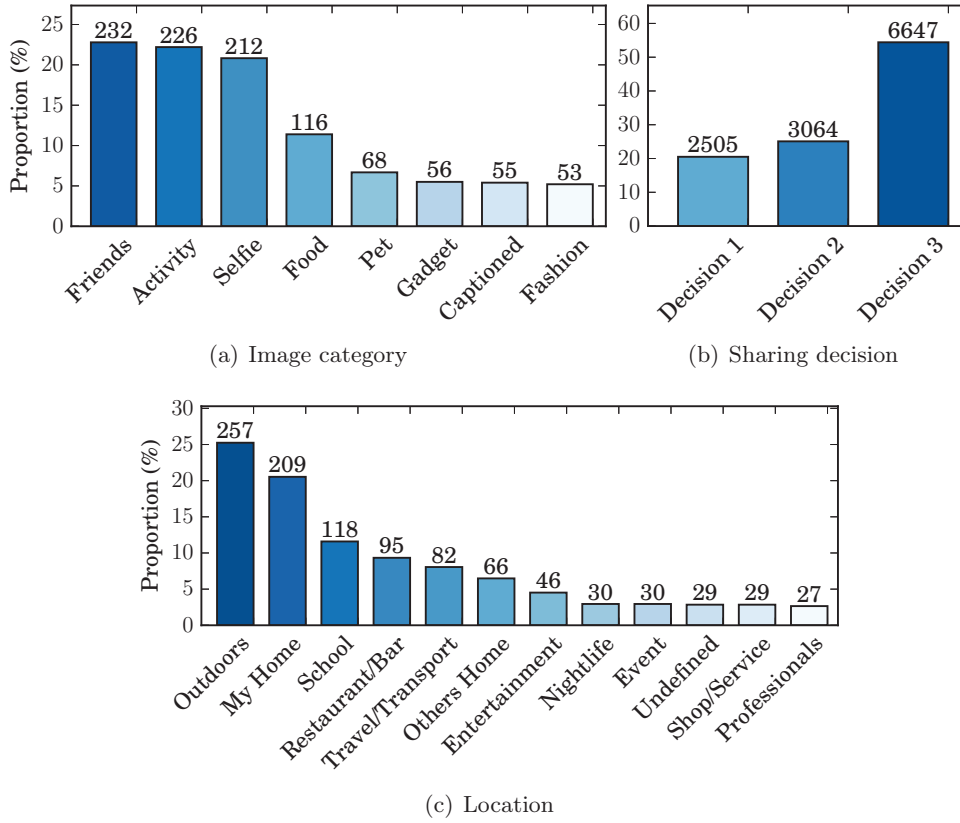 Proportion (%)
25
20
15
10
5
0
232
226
212
116
68
56
55
53
Friends
Activity
Selfie
Food
Pet
Gadget
Captioned
Fashion
(a) Image category
60
50
40
30
20
10
0
2505
3064
6647
Decision 1
Decision 2
Decision 3
(b) Sharing decision
Proportion (%)
30
25
20
15
10
5
0
257
209
118
95
82
66
46
30
30
29
29
27
Outdoors
My Home
School
Restaurant/Bar
Travel/Transport
Others Home
Entertainment
Nightlife
Event
Undefined
Shop/Service
Professionals
(c) Location